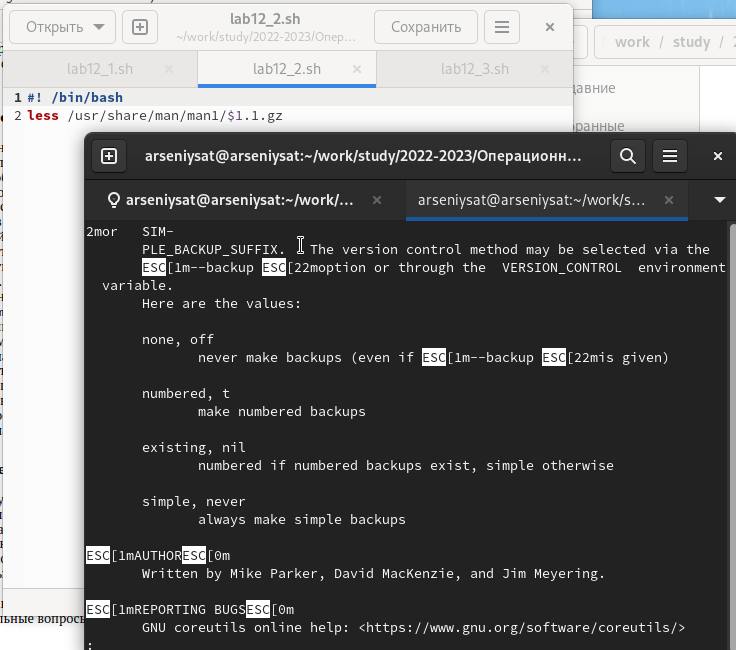 Открыть
lab12_2.sh
~/work/study/2022-2023/Опер...
Сохранить
lab12_1.sh
lab12_2.sh
lab12_3.sh
1 #! /bin/bash
2 less /usr/share/man/man1/$1.1.gz
work / study /
arseniysat@arseniysat:~/work/study/2022-2023/Операционн...
arseniysat@arseniysat:~/work/...
arseniysat@arseniysat:~/work/s...
2mor SIM-
PLE_BACKUP_SUFFIX. The version control method may be selected via the
ESC[1m--backup ESC[22moption or through the VERSION_CONTROL environment
variable.
Here are the values:
none, off
never make backups (even if ESC[1m--backup ESC[22mis given)
numbered, t
make numbered backups
existing, nil
numbered if numbered backups exist, simple otherwise
simple, never
always make simple backups
ESC[1mAUTHORESC[0m
Written by Mike Parker, David MacKenzie, and Jim Meyering.
ESC[1mREPORTING BUGSESC[0m
GNU coreutils online help: <https://www.gnu.org/software/coreutils/>
: